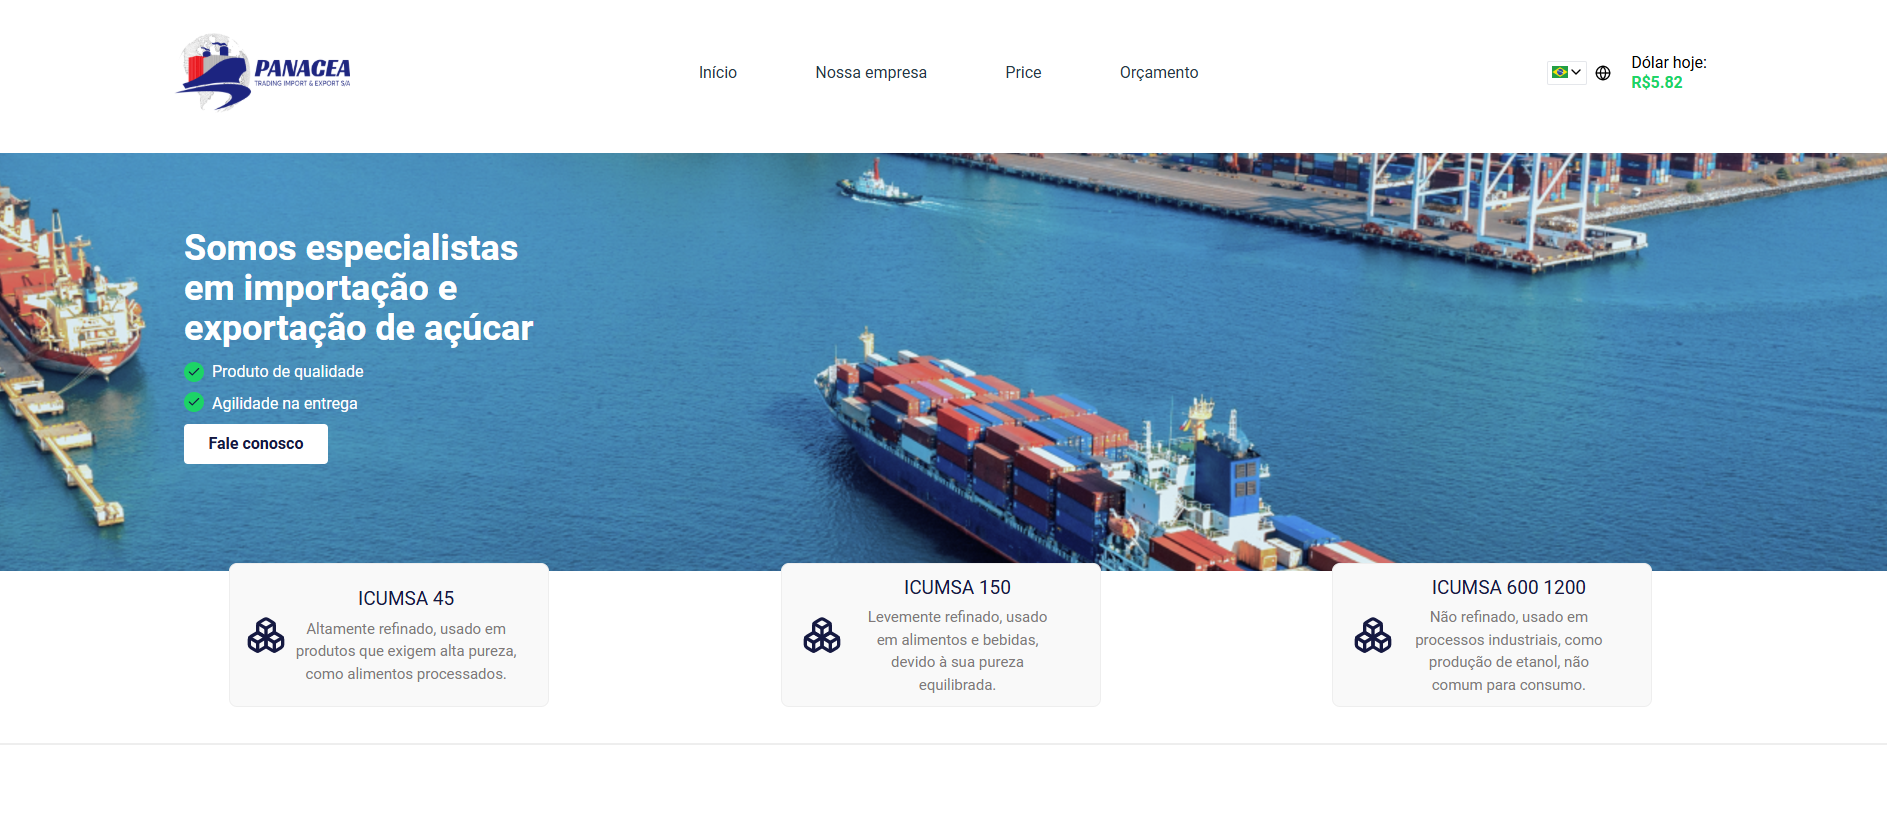 PANACEA
TRADING IMPORT & EXPORT S/A
Início
Nossa empresa
Price
Orçamento
Dólar hoje:
R$5.82
Somos especialistas
em importação e
exportação de açúcar
Produto de qualidade
Agilidade na entrega
Fale conosco
ICUMSA 45
Altamente refinado, usado em
produtos que exigem alta pureza,
como alimentos processados.
ICUMSA 150
Levemente refinado, usado
em alimentos e bebidas,
devido à sua pureza
equilibrada.
ICUMSA 600 1200
Não refinado, usado em
processos industriais, como
produção de etanol, não
comum para consumo.